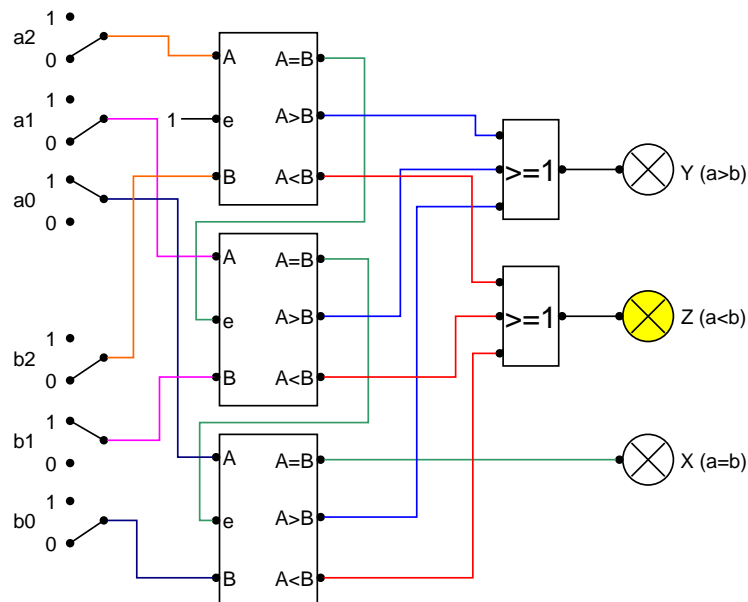 1
a2
0
1
a1
0
1
a0
0
1
b2
0
1
b1
0
1
b0
0
A A=B
1 e A>B
B A<B
A A=B
e A>B
B A<B
A A=B
e A>B
B A<B
>=1
Y (a>b)
>=1
Z (a<b)
X (a=b)